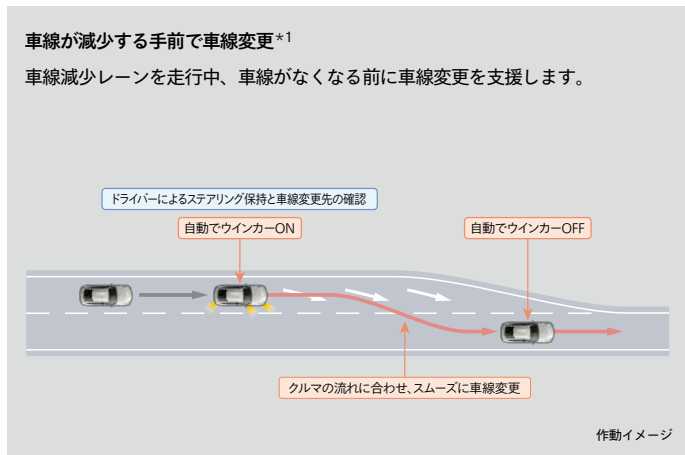 車線が減少する手前で車線変更*1
車線減少レーンを走行中、車線がなくなる前に車線変更を支援します。
ドライバーによるステアリング保持と車線変更先の確認
自動でウインカーON
自動でウインカーOFF
クルマの流れに合わせ、スムーズに車線変更
作動イメージ